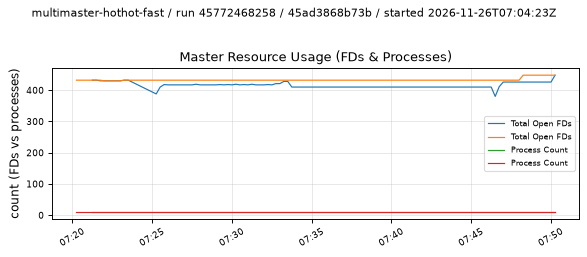 multimaster-hothot-fast / run 45772468258 / 45ad3868b73b / started 2026-11-26T07:04:23Z
Master Resource Usage (FDs & Processes)
count (FDs vs processes)
400
300
200
100
0
Total Open FDs
Total Open FDs
Process Count
Process Count
07:20
07:25
07:30
07:35
07:40
07:45
07:50